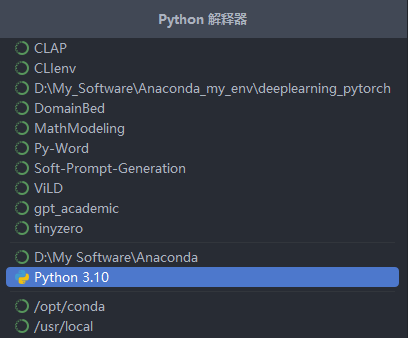 Python 解释器
CLAP
CLIenv
D:\My_Software\Anaconda_my_env\deeplearning_pytorch
DomainBed
MathModeling
Py-Word
Soft-Prompt-Generation
ViLD
gpt_academic
tinyzero
D:\My Software\Anaconda
Python 3.10
/opt/conda
/usr/local